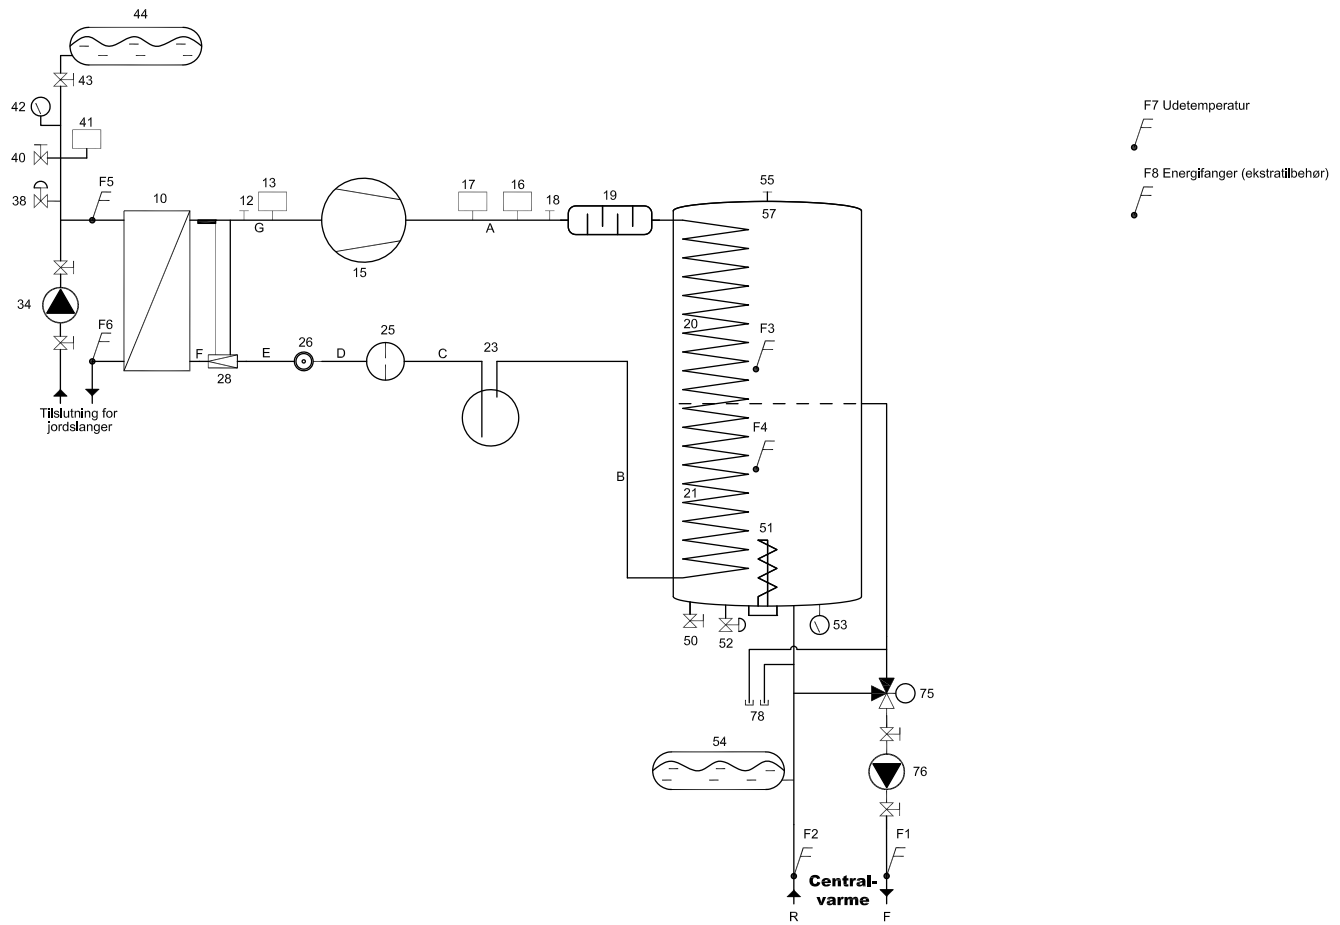 44
43
42
41
40
38
F5
10
12
13
G
15
17
16
18
A
19
55
57
F7 Udetemperatur
F8 Energifanger (ekstratilbehør)
34
F6
F
28
E
26
D
25
C
23
B
20
F3
F4
21
51
Tilslutning for
jordslanger
50
52
53
78
75
54
76
F2
F1
Central-
varme
R
F